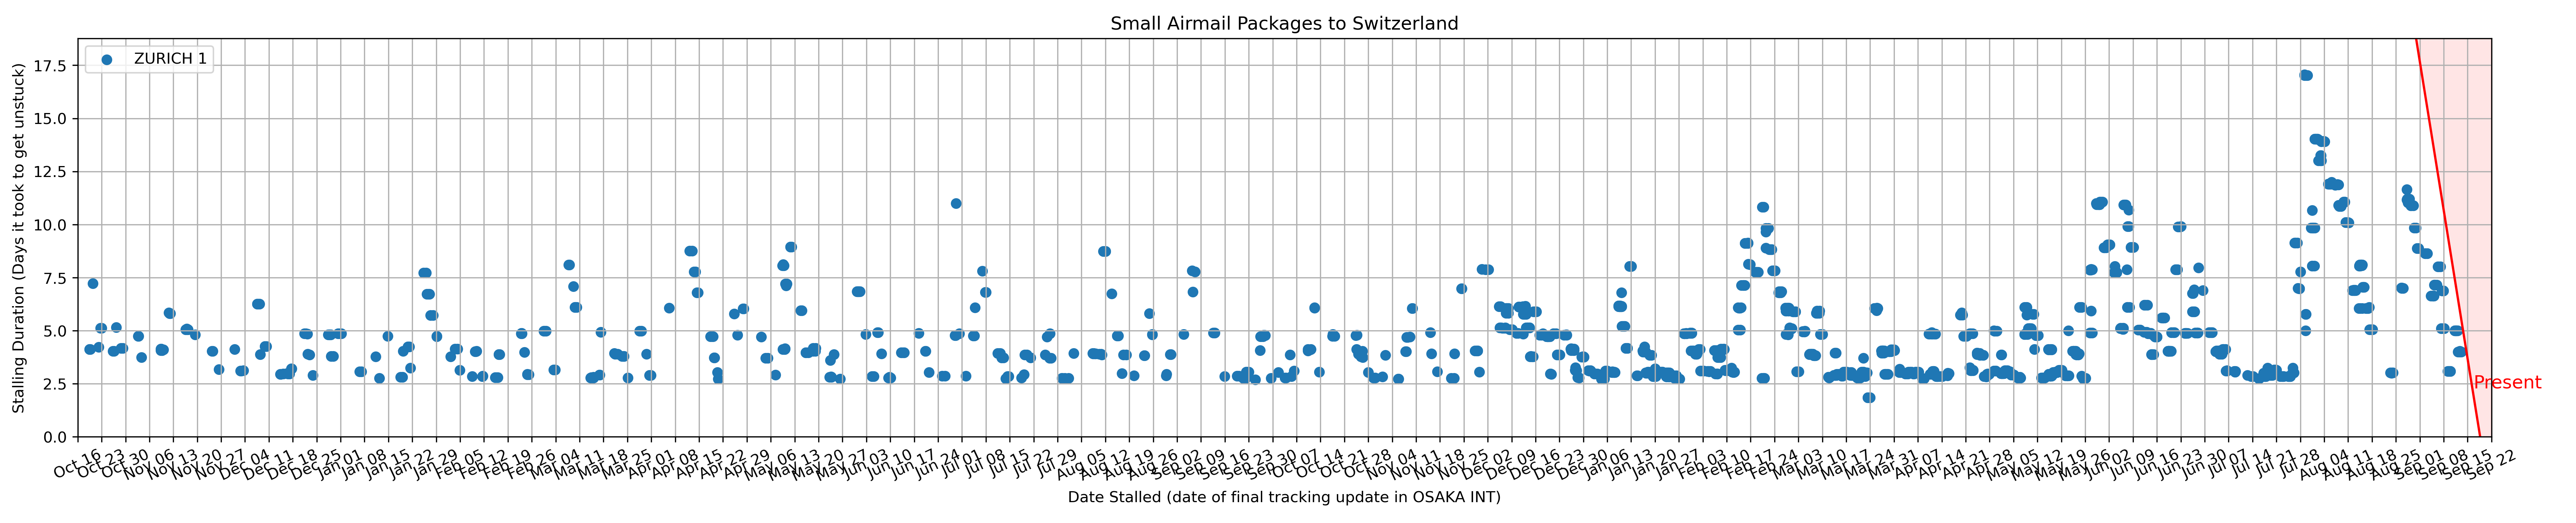 Small Airmail Packages to Switzerland
ZURICH 1
Stalling Duration (Days it took to get unstuck)
17.5
15.0
12.5
10.0
7.5
5.0
2.5
0.0
Present
Oct 16
Oct 23
Oct 30
Nov 06
Nov 13
Nov 20
Nov 27
Dec 04
Dec 11
Dec 18
Dec 25
Jan 01
Jan 08
Jan 15
Jan 22
Jan 29
Feb 05
Feb 12
Feb 19
Feb 26
Mar 04
Mar 11
Mar 18
Mar 25
Apr 01
Apr 08
Apr 15
Apr 22
Apr 29
May 06
May 13
May 20
May 27
Jun 03
Jun 10
Jun 17
Jun 24
Jul 01
Jul 08
Jul 15
Jul 22
Jul 29
Aug 05
Aug 12
Aug 19
Aug 26
Sep 02
Sep 09
Sep 16
Sep 23
Sep 30
Oct 07
Oct 14
Oct 21
Oct 28
Nov 04
Nov 11
Nov 18
Nov 25
Dec 02
Dec 09
Dec 16
Dec 23
Dec 30
Jan 06
Jan 13
Jan 20
Jan 27
Feb 03
Feb 10
Feb 17
Feb 24
Mar 03
Mar 10
Mar 17
Mar 24
Mar 31
Apr 07
Apr 14
Apr 21
Apr 28
May 05
May 12
May 19
May 26
Jun 02
Jun 09
Jun 16
Jun 23
Jun 30
Jul 07
Jul 14
Jul 21
Jul 28
Aug 04
Aug 11
Aug 18
Aug 25
Sep 01
Sep 08
Sep 15
Sep 22
Date Stalled (date of final tracking update in OSAKA INT)